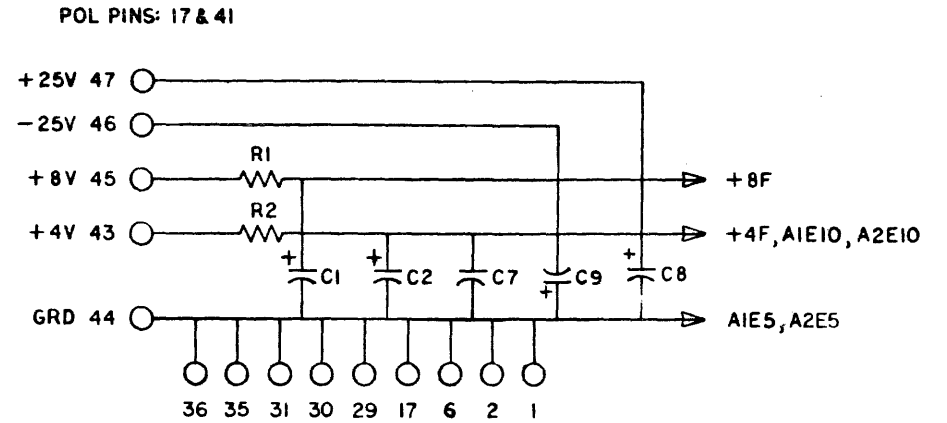 POL PINS: 17 & 41
+25V 47
-25V 46
R1
+8V 45
+8F
R2
+4V 43
+4F, A1E10, A2E10
+ C1
+ C2
C7
+ C9
+ C8
GRD 44
A1E5, A2E5
36 35 31 30 29 17 6 2 1